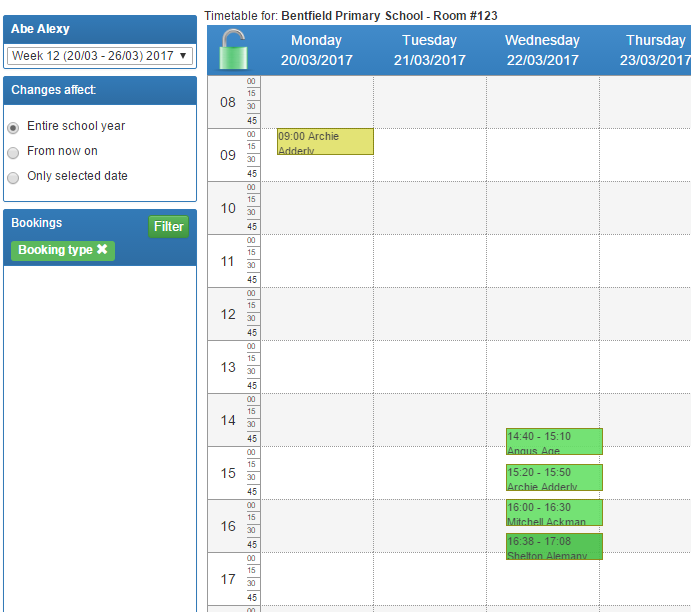 Timetable for: Bentfield Primary School - Room #123
Abe Alexy
Week 12 (20/03 - 26/03) 2017
Changes affect:
Entire school year
From now on
Only selected date
Bookings
Filter
Booking type ✖
Monday Tuesday Wednesday Thursday
20/03/2017 21/03/2017 22/03/2017 23/03/2017
08 00 15 30 45
09 00 15 30 45
09:00 Archie
Adderly
10 00 15 30 45
11 00 15 30 45
12 00 15 30 45
13 00 15 30 45
14 00 15 30 45
14:40 - 15:10
Angus Age
15 00 15 30 45
15:20 - 15:50
Archie Adderly
16 00 15 30 45
16:00 - 16:30
Mitchell Ackman
16:38 - 17:08
Shelton Alemany
17 00 15 30 45
00